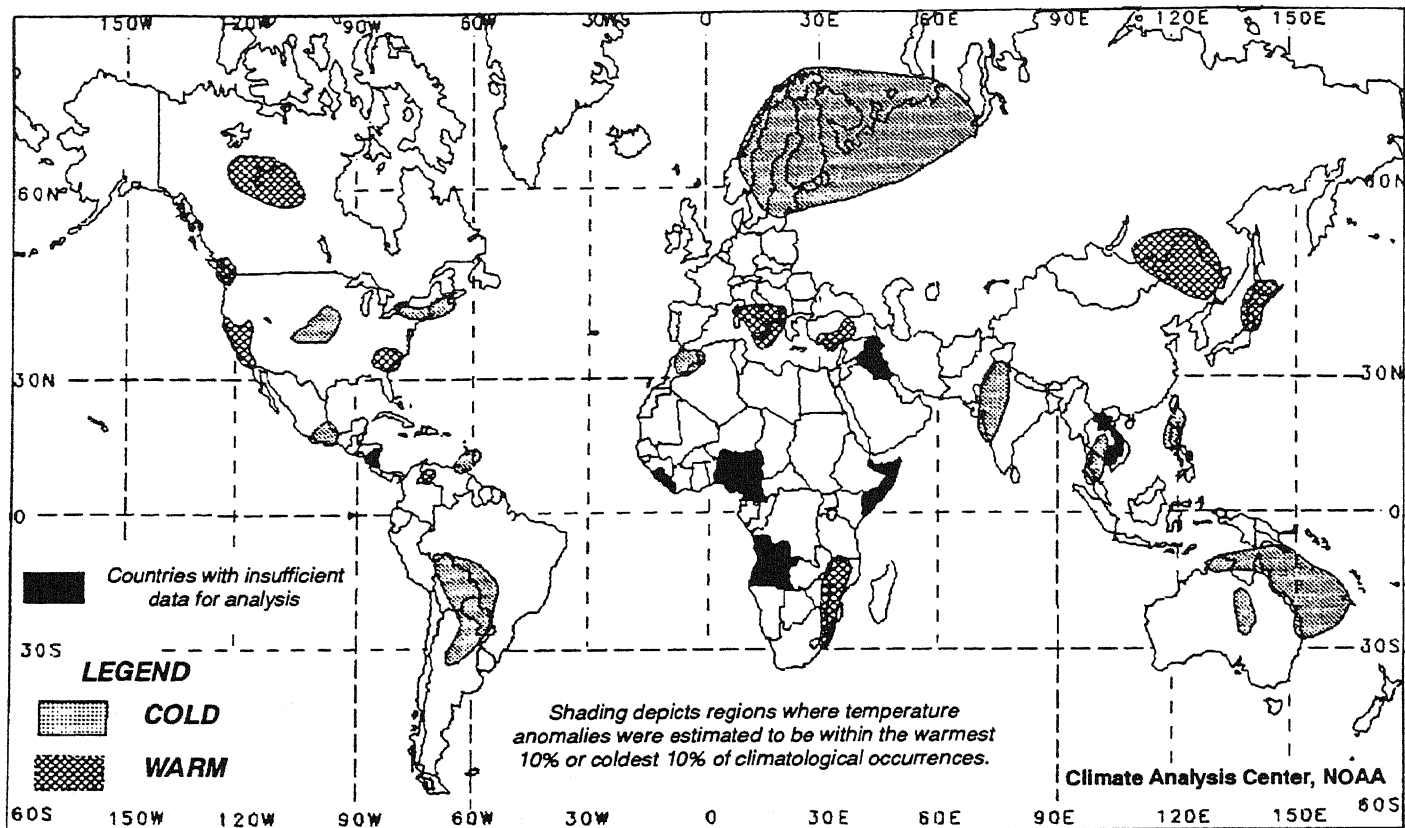 150W 120W 90W 60W WS 0 30E 60E 90E 120E 150E
60N 60N
30N 30N
0 0
Countries with insufficient
data for analysis
30S 30S
LEGEND
COLD
WARM
Shading depicts regions where temperature
anomalies were estimated to be within the warmest
10% or coldest 10% of climatological occurrences.
Climate Analysis Center, NOAA
60S 150W 120W 90W 60W 30W 0 30E 60E 90E 120E 150E 60S